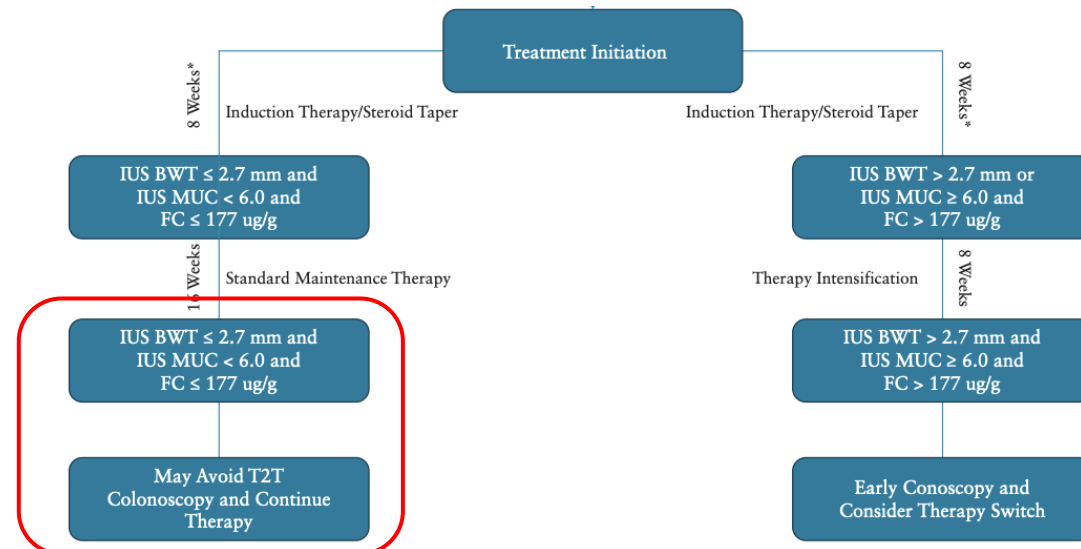 Treatment Initiation
8 Weeks*
Induction Therapy/Steroid Taper
Induction Therapy/Steroid Taper
8 Weeks*
IUS BWT ≤ 2.7 mm and
IUS MUC < 6.0 and
FC ≤ 177 ug/g
IUS BWT > 2.7 mm or
IUS MUC ≥ 6.0 and
FC > 177 ug/g
16 Weeks
Standard Maintenance Therapy
Therapy Intensification
8 Weeks
IUS BWT ≤ 2.7 mm and
IUS MUC < 6.0 and
FC ≤ 177 ug/g
IUS BWT > 2.7 mm and
IUS MUC ≥ 6.0 and
FC > 177 ug/g
May Avoid T2T
Colonoscopy and Continue
Therapy
Early Conoscopy and
Consider Therapy Switch